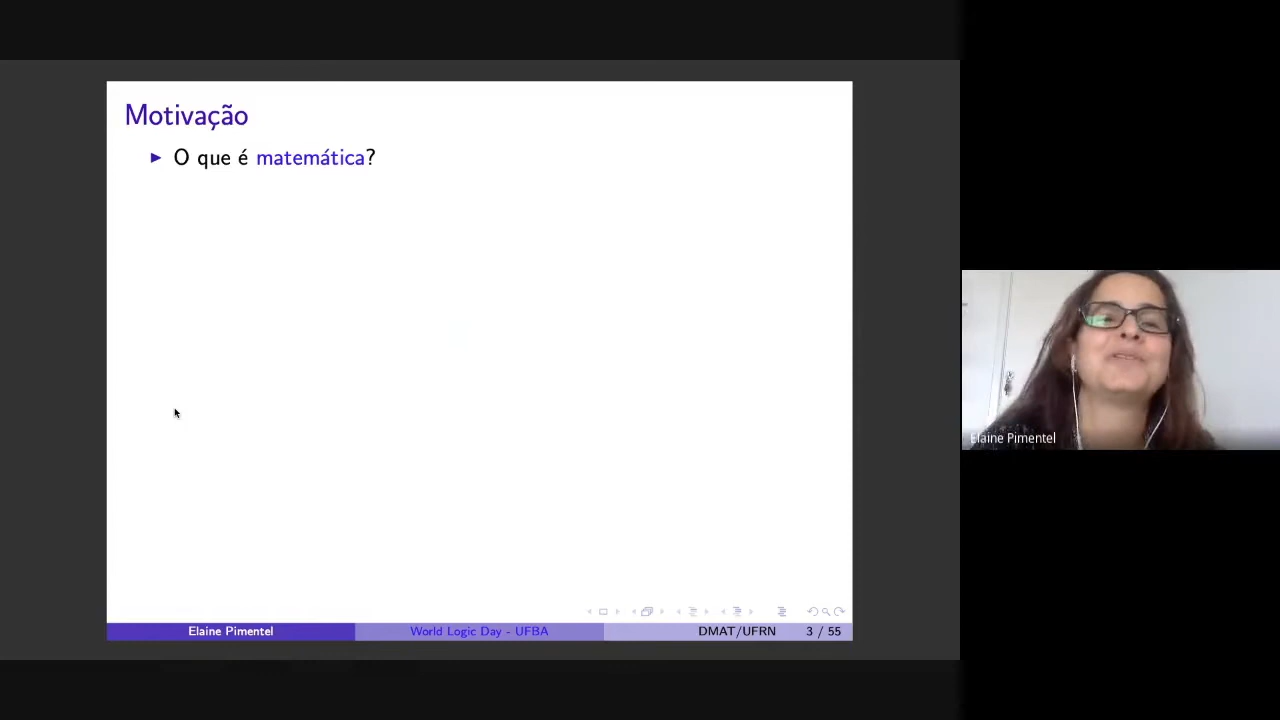 Motivação
O que é matemática?
Elaine Pimentel
Elaine Pimentel
World Logic Day - UFBA
DMAT/UFRN
3 / 55